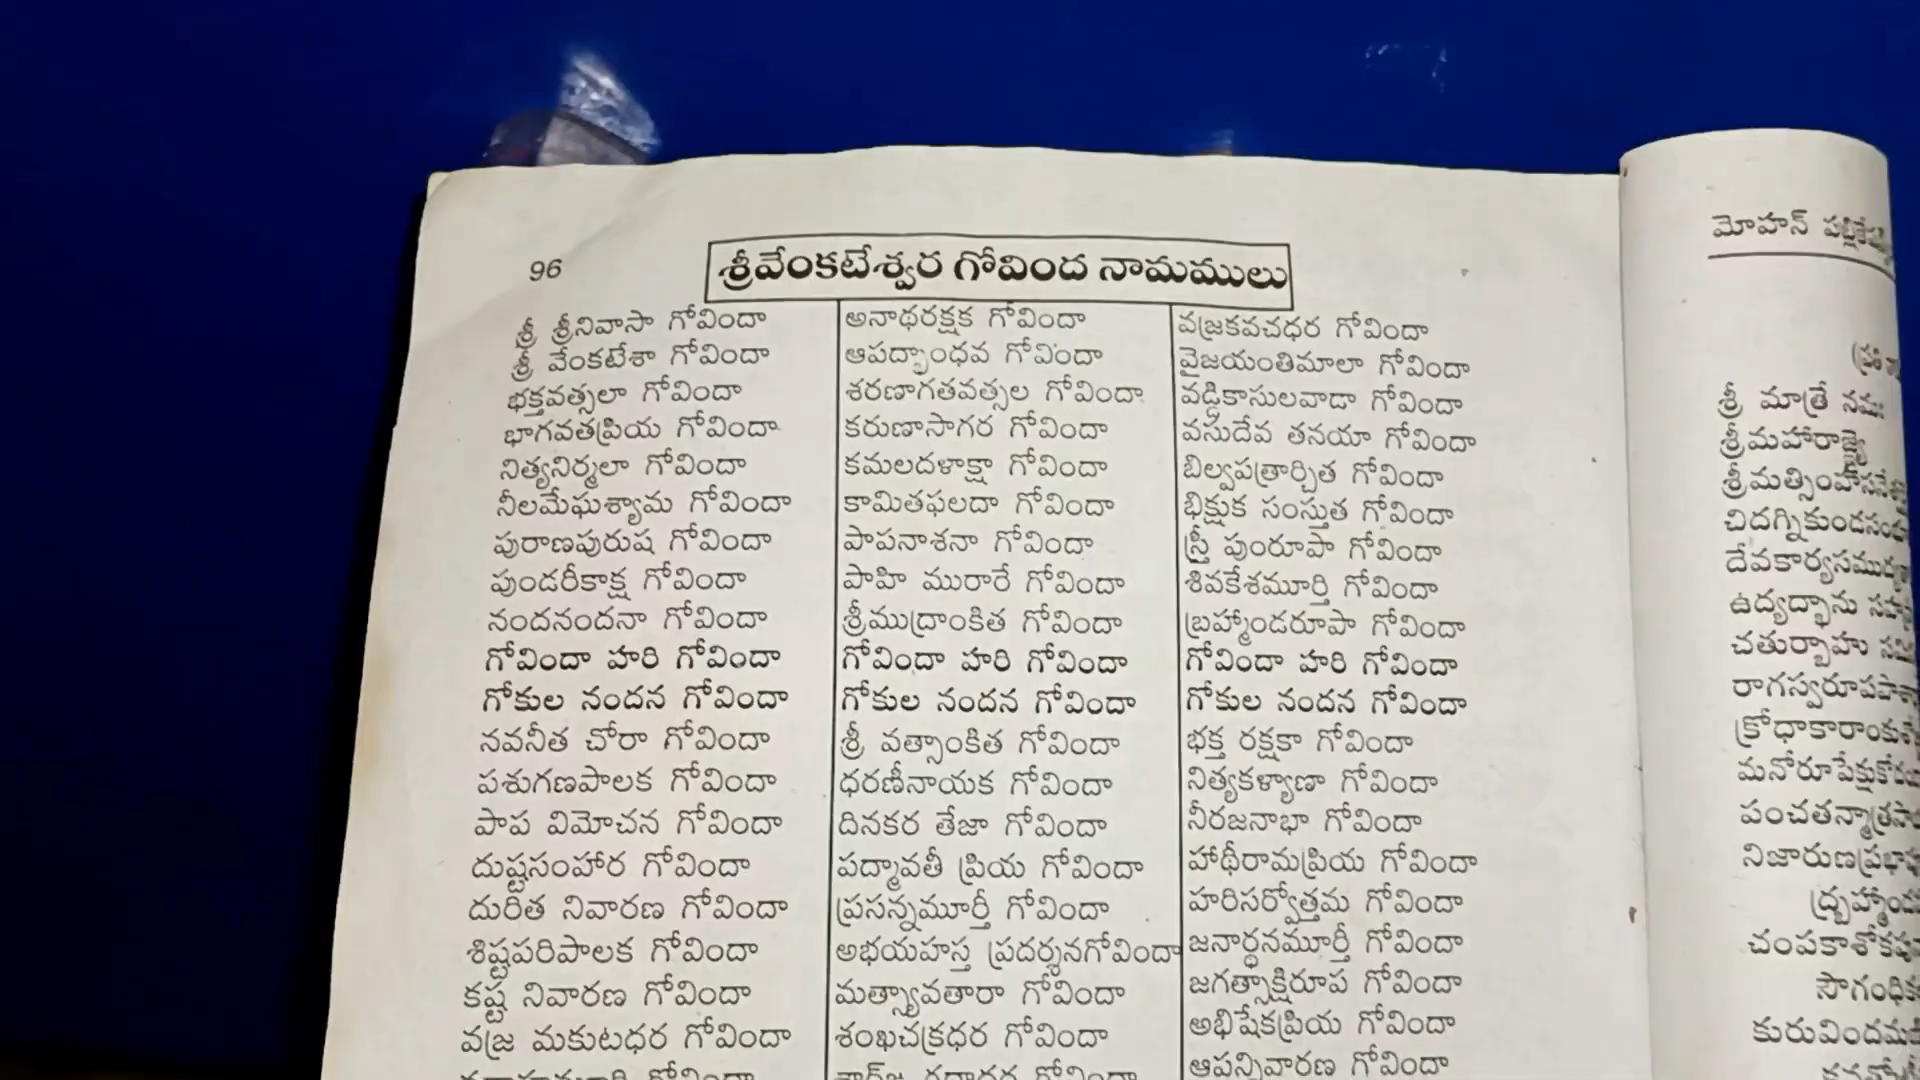 96
శ్రీవేంకటేశ్వర గోవింద నామములు
శ్రీ శ్రీనివాసా గోవిందా
శ్రీ వేంకటేశా గోవిందా
భక్తవత్సలా గోవిందా
భాగవతప్రియ గోవిందా
నిత్యనిర్మలా గోవిందా
నీలమేఘశ్యామ గోవిందా
పురాణపురుష గోవిందా
పుండరీకాక్ష గోవిందా
నందనందనా గోవిందా
గోవిందా హరి గోవిందా
గోకుల నందన గోవిందా
నవనీత చోరా గోవిందా
పశుగణపాలక గోవిందా
పాప విమోచన గోవిందా
దుష్టసంహార గోవిందా
దురిత నివారణ గోవిందా
శిష్టపరిపాలక గోవిందా
కష్ట నివారణ గోవిందా
వజ్ర మకుటధర గోవిందా
అనాథరక్షక గోవిందా
ఆపద్బాంధవ గోవిందా
శరణాగతవత్సల గోవిందా
కరుణాసాగర గోవిందా
కమలదళాక్షా గోవిందా
కామితఫలదా గోవిందా
పాపనాశనా గోవిందా
పాహి మురారే గోవిందా
శ్రీముద్రాంకిత గోవిందా
గోవిందా హరి గోవిందా
గోకుల నందన గోవిందా
శ్రీ వత్సాంకిత గోవిందా
ధరణీనాయక గోవిందా
దినకర తేజా గోవిందా
పద్మావతీ ప్రియ గోవిందా
ప్రసన్నమూర్తీ గోవిందా
అభయహస్త ప్రదర్శనగోవిందా
మత్స్యావతారా గోవిందా
శంఖచక్రధర గోవిందా
వజ్రకవచధర గోవిందా
వైజయంతిమాలా గోవిందా
వడ్డికాసులవాడా గోవిందా
వసుదేవ తనయా గోవిందా
బిల్వపత్రార్చిత గోవిందా
భిక్షుక సంస్తుత గోవిందా
స్త్రీ పుంరూపా గోవిందా
శివకేశమూర్తి గోవిందా
బ్రహ్మాండరూపా గోవిందా
గోవిందా హరి గోవిందా
గోకుల నందన గోవిందా
భక్త రక్షకా గోవిందా
నిత్యకళ్యాణా గోవిందా
నీరజనాభా గోవిందా
హాథీరామప్రియ గోవిందా
హరిసర్వోత్తమ గోవిందా
జనార్ధనమూర్తీ గోవిందా
జగత్సాక్షిరూప గోవిందా
అభిషేకప్రియ గోవిందా
ఆపన్నివారణ గోవిందా
మోహన్
శ్రీ మాత్రే నమః
శ్రీమహారాజ్ఞై
ఉద్యద్భాను
చతుర్బాహు